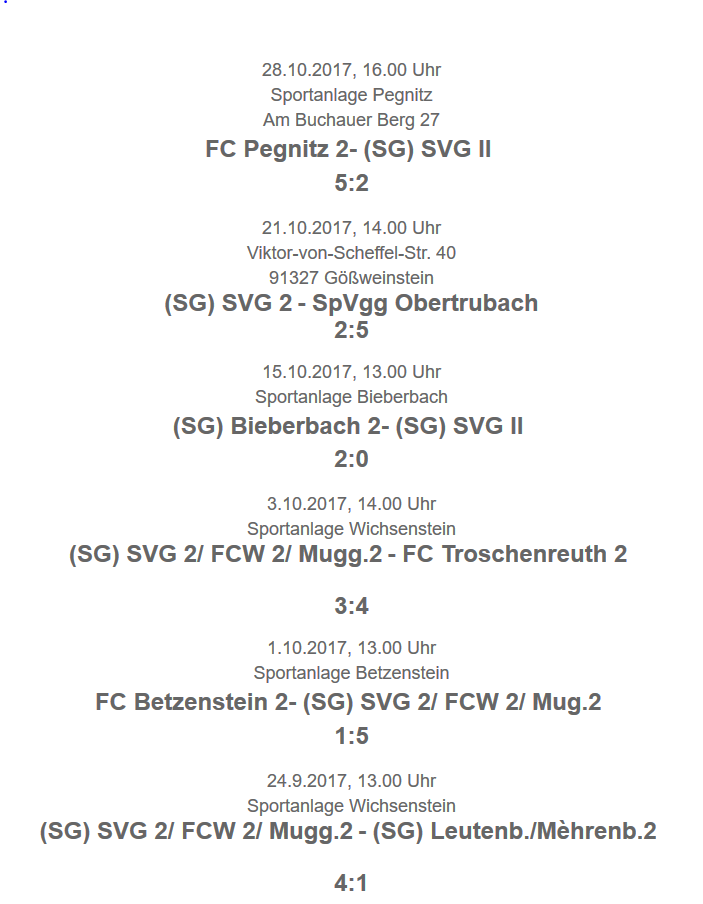 28.10.2017, 16.00 Uhr
Sportanlage Pegnitz
Am Buchauer Berg 27
FC Pegnitz 2- (SG) SVG II
5:2
21.10.2017, 14.00 Uhr
Viktor-von-Scheffel-Str. 40
91327 Gößweinstein
(SG) SVG 2 - SpVgg Obertrubach
2:5
15.10.2017, 13.00 Uhr
Sportanlage Bieberbach
(SG) Bieberbach 2- (SG) SVG II
2:0
3.10.2017, 14.00 Uhr
Sportanlage Wichsenstein
(SG) SVG 2/ FCW 2/ Mugg.2 - FC Troschenreuth 2
3:4
1.10.2017, 13.00 Uhr
Sportanlage Betzenstein
FC Betzenstein 2- (SG) SVG 2/ FCW 2/ Mug.2
1:5
24.9.2017, 13.00 Uhr
Sportanlage Wichsenstein
(SG) SVG 2/ FCW 2/ Mugg.2 - (SG) Leutenb./Mèhrenb.2
4:1